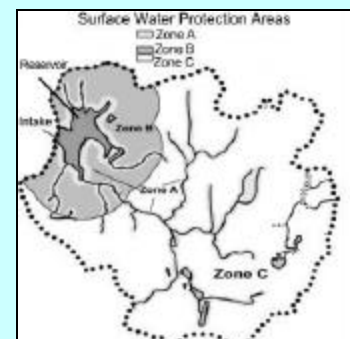 Surface Water Protection Areas
Zone A
Zone B
Zone C
Reservoir
Intake
Zone B
Zone A
Zone C